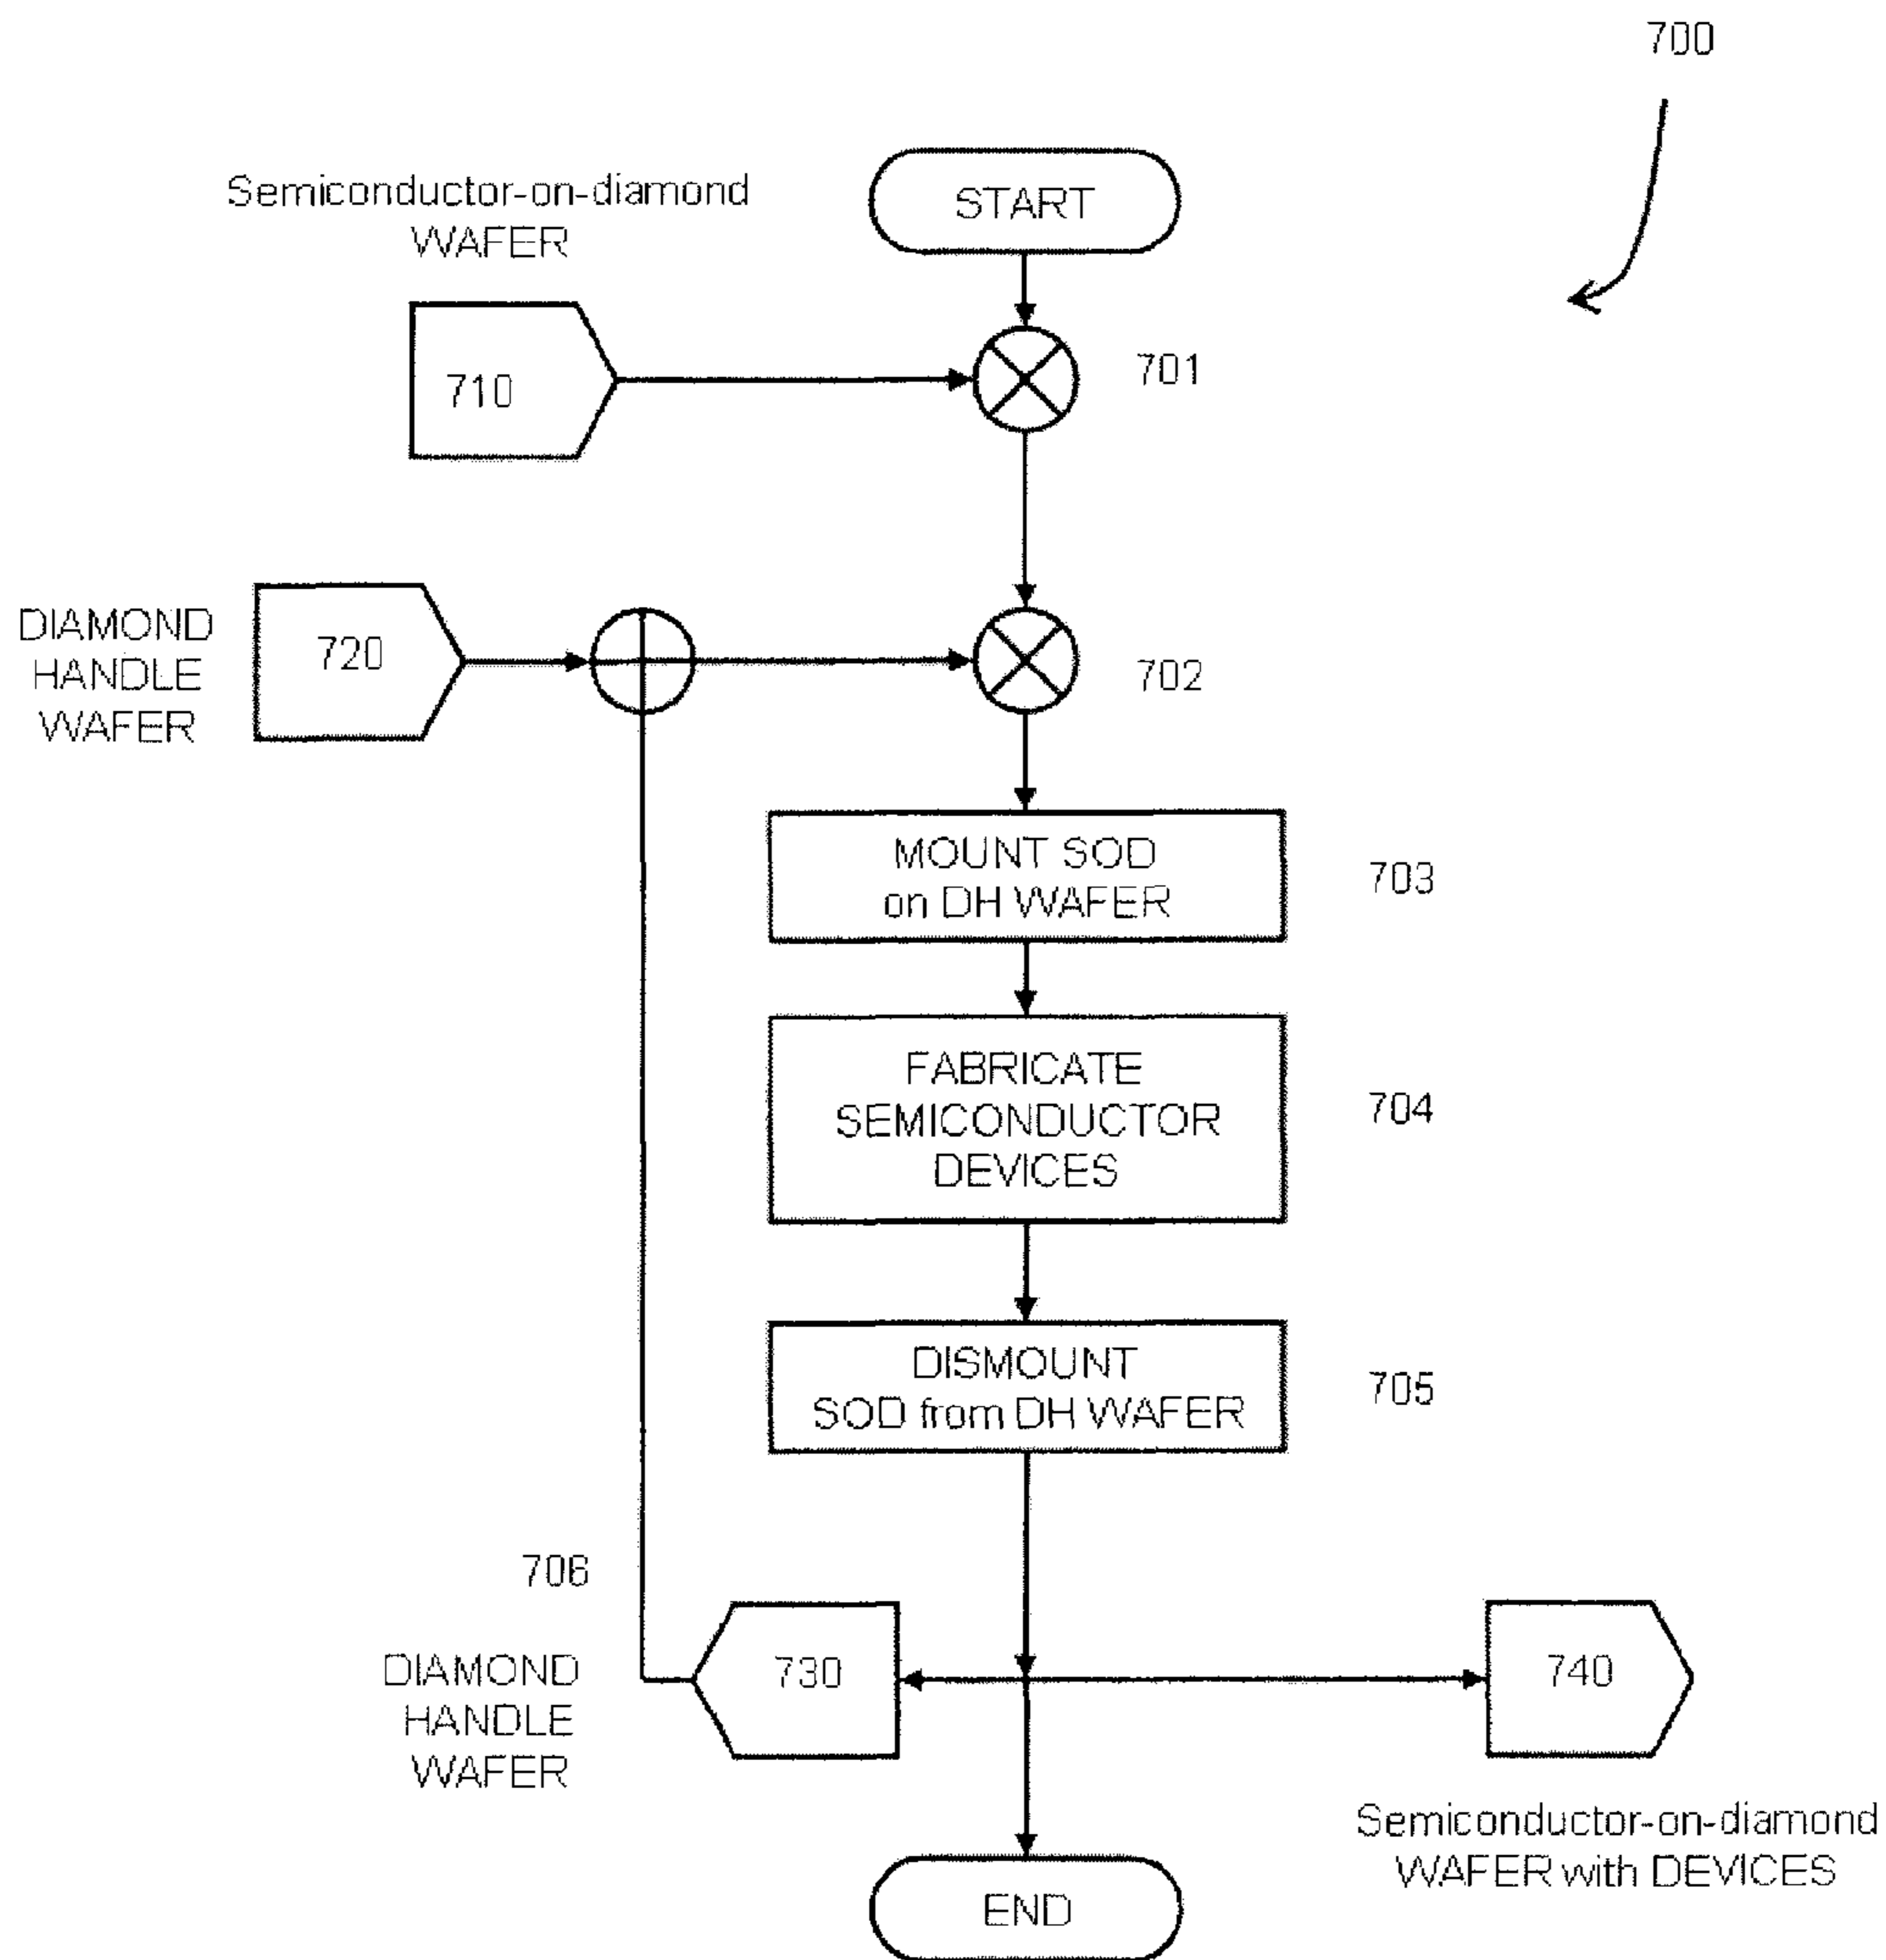 700
START
Semiconductor-on-diamond
WAFER
710
701
DIAMOND
HANDLE
WAFER
720
702
MOUNT SOD
on DH WAFER
703
FABRICATE
SEMICONDUCTOR
DEVICES
704
DISMOUNT
SOD from DH WAFER
705
706
DIAMOND
HANDLE
WAFER
730
740
Semiconductor-on-diamond
WAFER with DEVICES
END